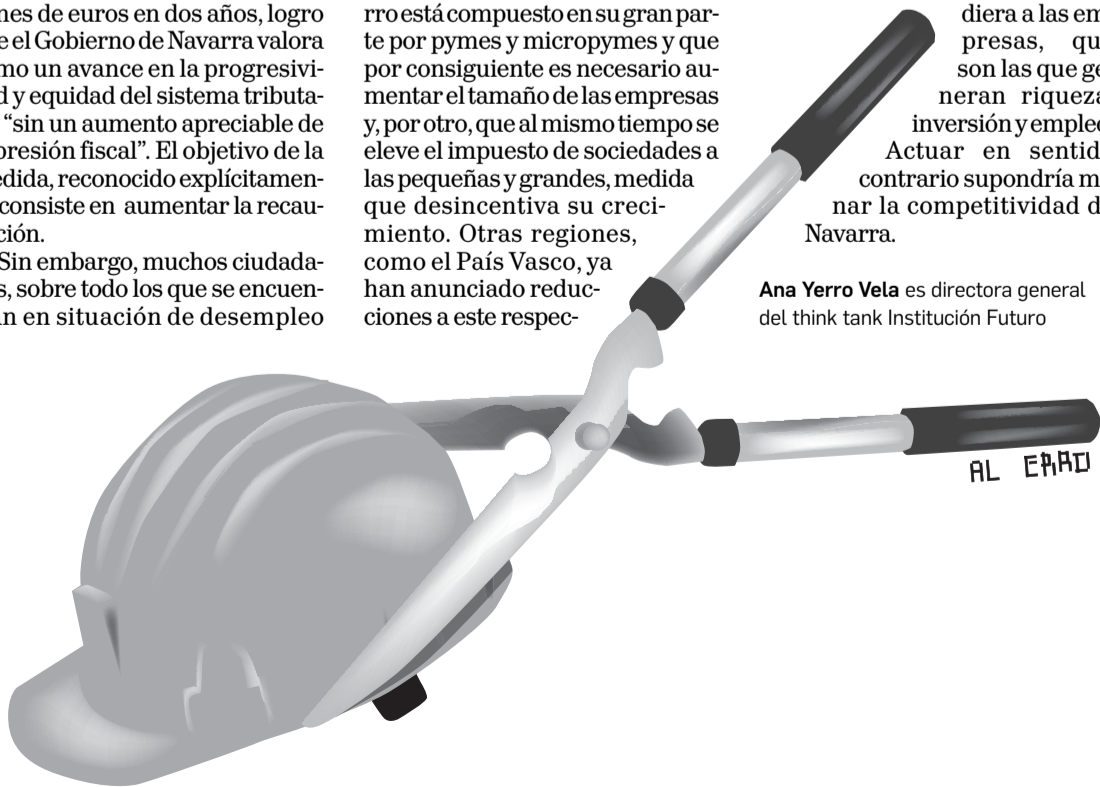 nes de euros en dos años, logro
e el Gobierno de Navarra valora
mo un avance en la progresivi-
d y equidad del sistema tributa-
“sin un aumento apreciable de
presión fiscal”. El objetivo de la
edida, reconocido explícitamen-
consiste en aumentar la recau-
ción.
Sin embargo, muchos ciudada-
s, sobre todo los que se encuen-
an en situación de desempleo
rro está compuesto en su gran par-
te por pymes y micropymes y que
por consiguiente es necesario au-
mentar el tamaño de las empresas
y, por otro, que al mismo tiempo se
eleve el impuesto de sociedades a
las pequeñas y grandes, medida
que desincentiva su creci-
miento. Otras regiones,
como el País Vasco, ya
han anunciado reduc-
ciones a este respec-
diera a las em
presas, qu
son las que ge
neran riqueza
inversión y empleo
Actuar en sentid
contrario supondría m
nar la competitividad d
Navarra.
Ana Yerro Vela es directora general
del think tank Institución Futuro
AL